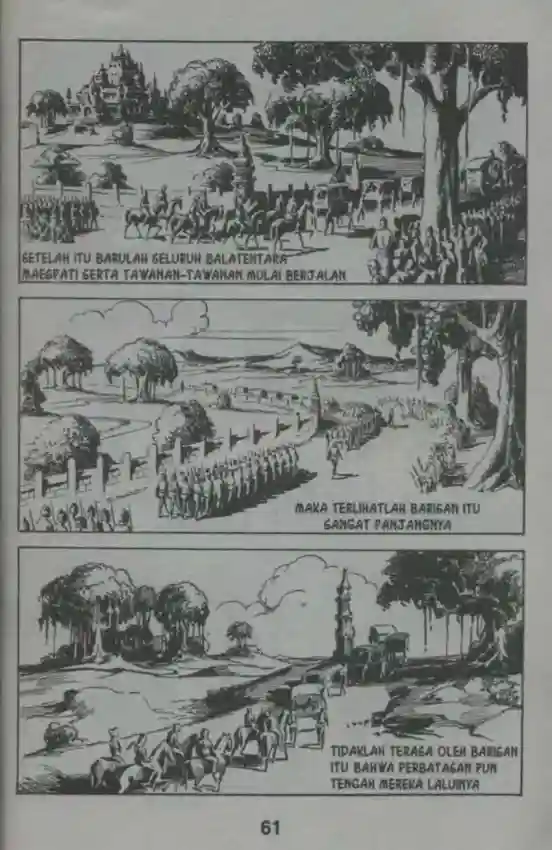 SETELAH ITU BARULAH SELURUH BALATENTARA
MAESPATI SERTA TAWANAN-TAWANAN MULAI BERJALAN
MAKA TERLIHATLAH BARISAN ITU
SANGAT PANJANGNYA
TIDAKLAH TERASA OLEH BARISAN
ITU BAHWA PERBATASAN PUN
TENGAH MEREKA LALUINYA
61